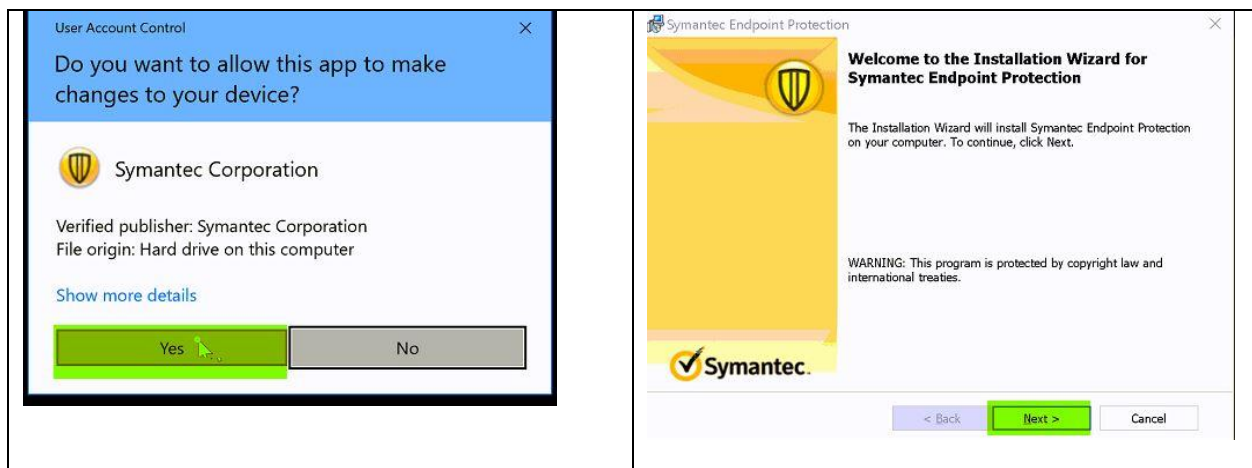 User Account Control
Do you want to allow this app to make
changes to your device?
Symantec Corporation
Verified publisher: Symantec Corporation
File origin: Hard drive on this computer
Show more details
Yes
No
Symantec Endpoint Protection
Welcome to the Installation Wizard for
Symantec Endpoint Protection
The Installation Wizard will install Symantec Endpoint Protection
on your computer. To continue, click Next.
WARNING: This program is protected by copyright law and
international treaties.
Symantec.
< Back
Next >
Cancel